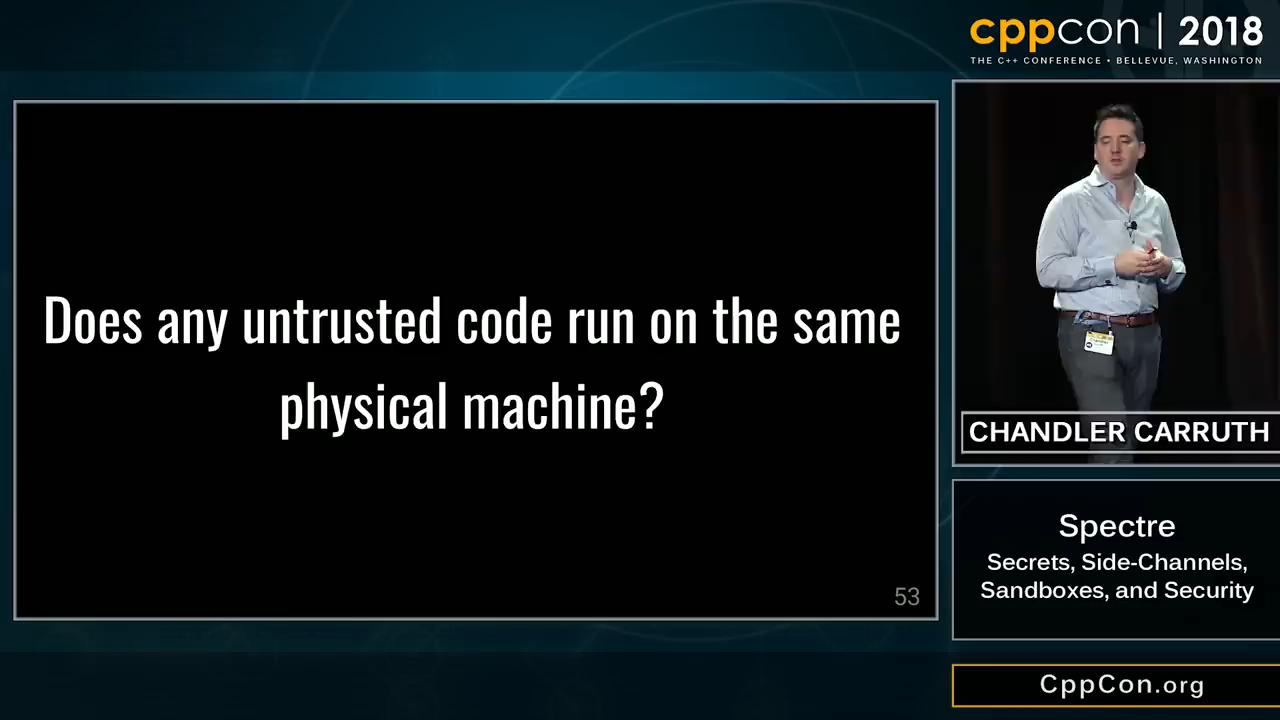 cppcon | 2018
THE C++ CONFERENCE • BELLEVUE, WASHINGTON
Does any untrusted code run on the same
physical machine?
53
CHANDLER CARRUTH
Spectre
Secrets, Side-Channels,
Sandboxes, and Security
CppCon.org